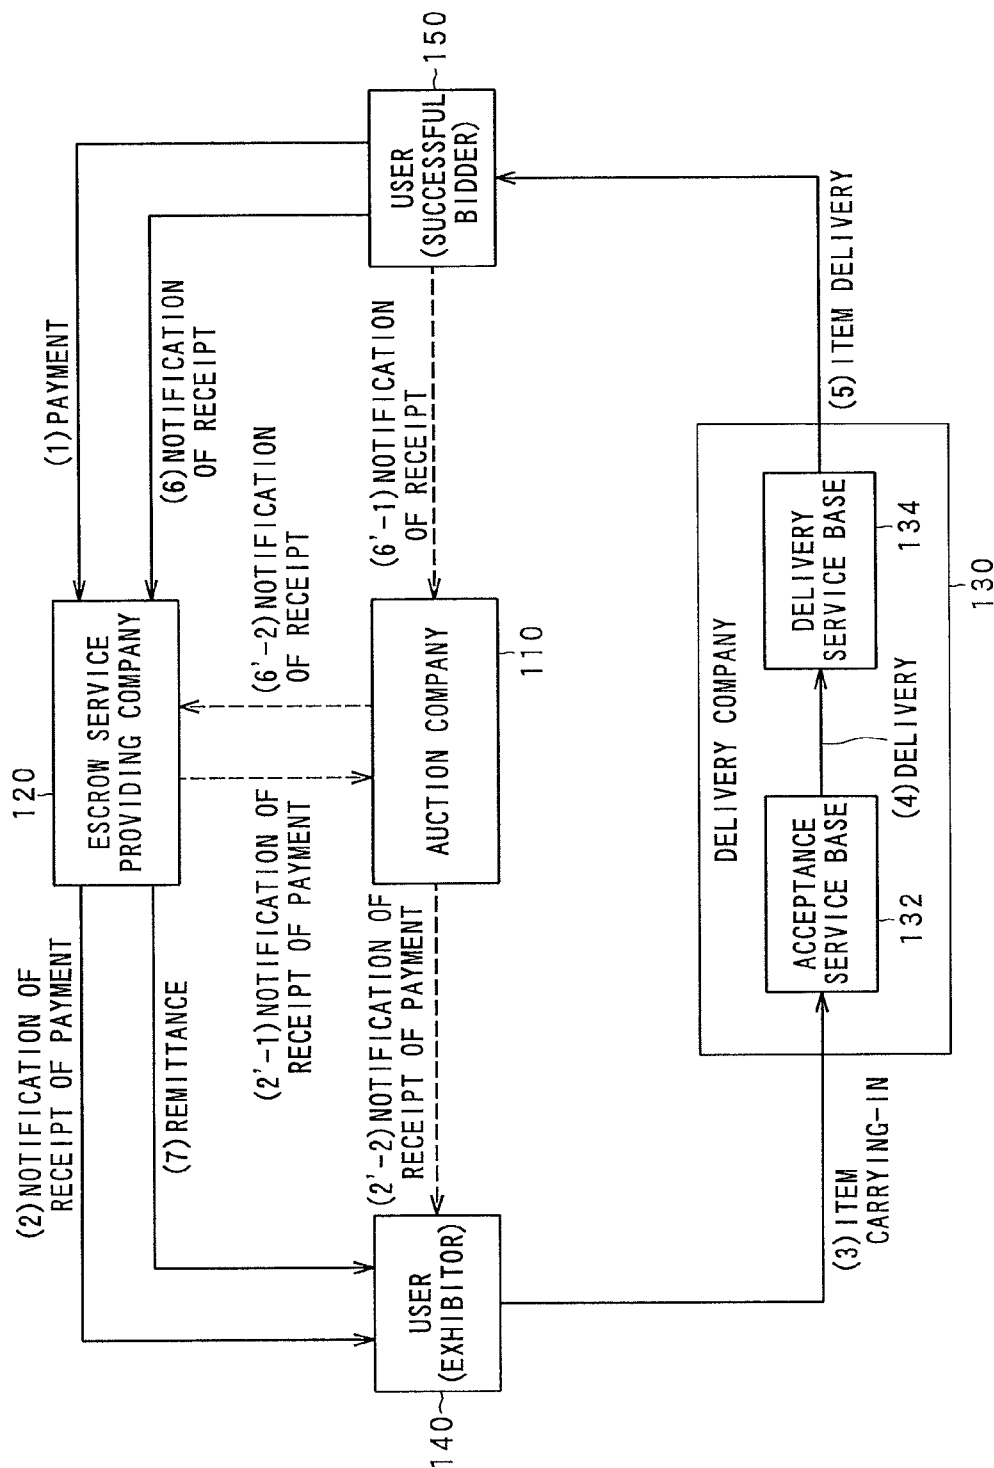 120
ESCROW SERVICE
PROVIDING COMPANY
(1)PAYMENT
(2)NOTIFICATION OF
RECEIPT OF PAYMENT
(7)REMITTANCE
(6)NOTIFICATION
OF RECEIPT
(2'-1)NOTIFICATION OF
RECEIPT OF PAYMENT
(6'-2)NOTIFICATION
OF RECEIPT
140
USER
(EXHIBITOR)
(2'-2)NOTIFICATION OF
RECEIPT OF PAYMENT
AUCTION COMPANY
110
(6'-1)NOTIFICATION
OF RECEIPT
USER
(SUCCESSFUL
BIDDER)
150
(3)ITEM
CARRYING-IN
DELIVERY COMPANY
ACCEPTANCE
SERVICE BASE
132
(4)DELIVERY
DELIVERY
SERVICE BASE
134
130
(5)ITEM DELIVERY